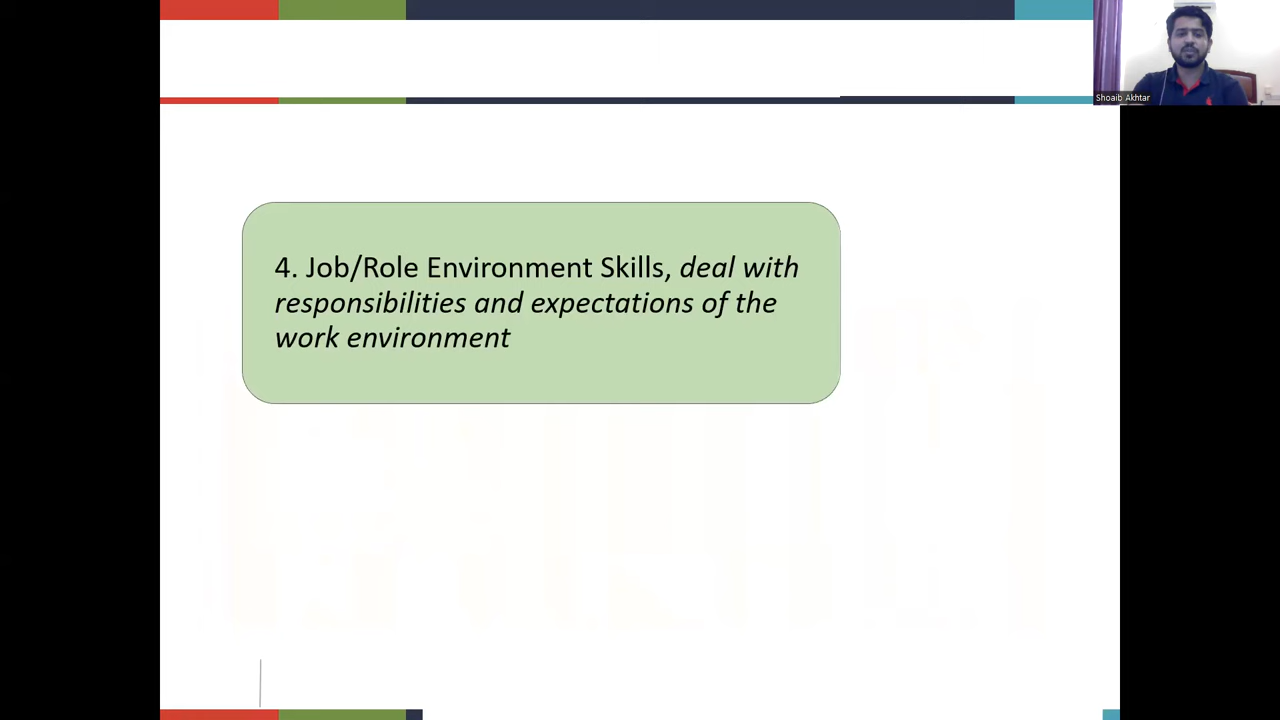 Shoaib Akhtar
4. Job/Role Environment Skills, deal with
responsibilities and expectations of the
work environment